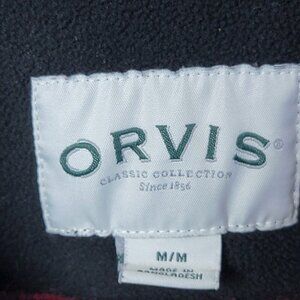 ORVIS®
CLASSIC COLLECTION
Since 1856
M/M
MADE IN
BANGLADESH